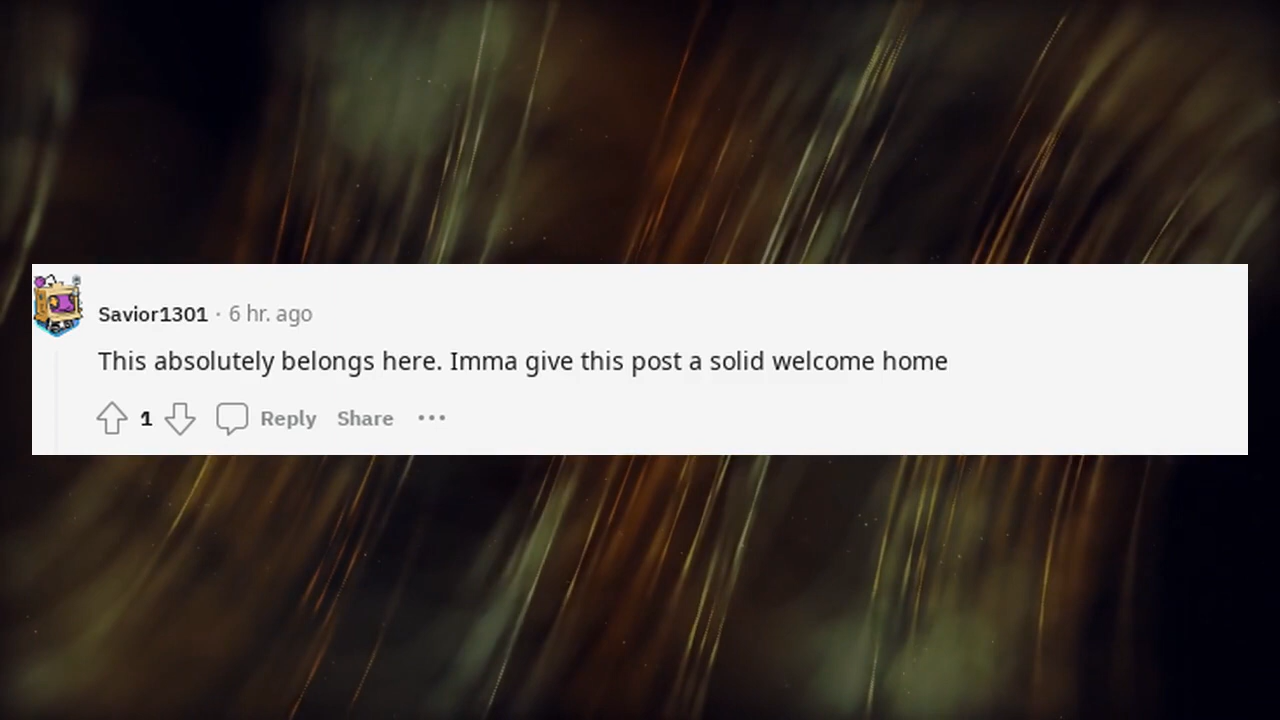 Savior1301 · 6 hr. ago
This absolutely belongs here. Imma give this post a solid welcome home
1 Reply Share ···